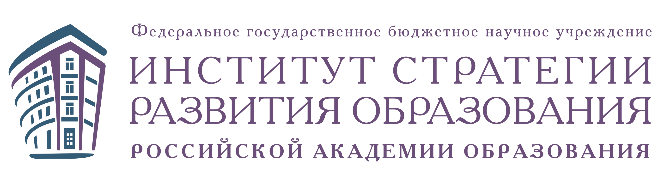 Федеральное государственное бюджетное научное учреждение
ИНСТИТУТ СТРАТЕГИИ
РАЗВИТИЯ ОБРАЗОВАНИЯ
РОССИЙСКОЙ АКАДЕМИИ ОБРАЗОВАНИЯ